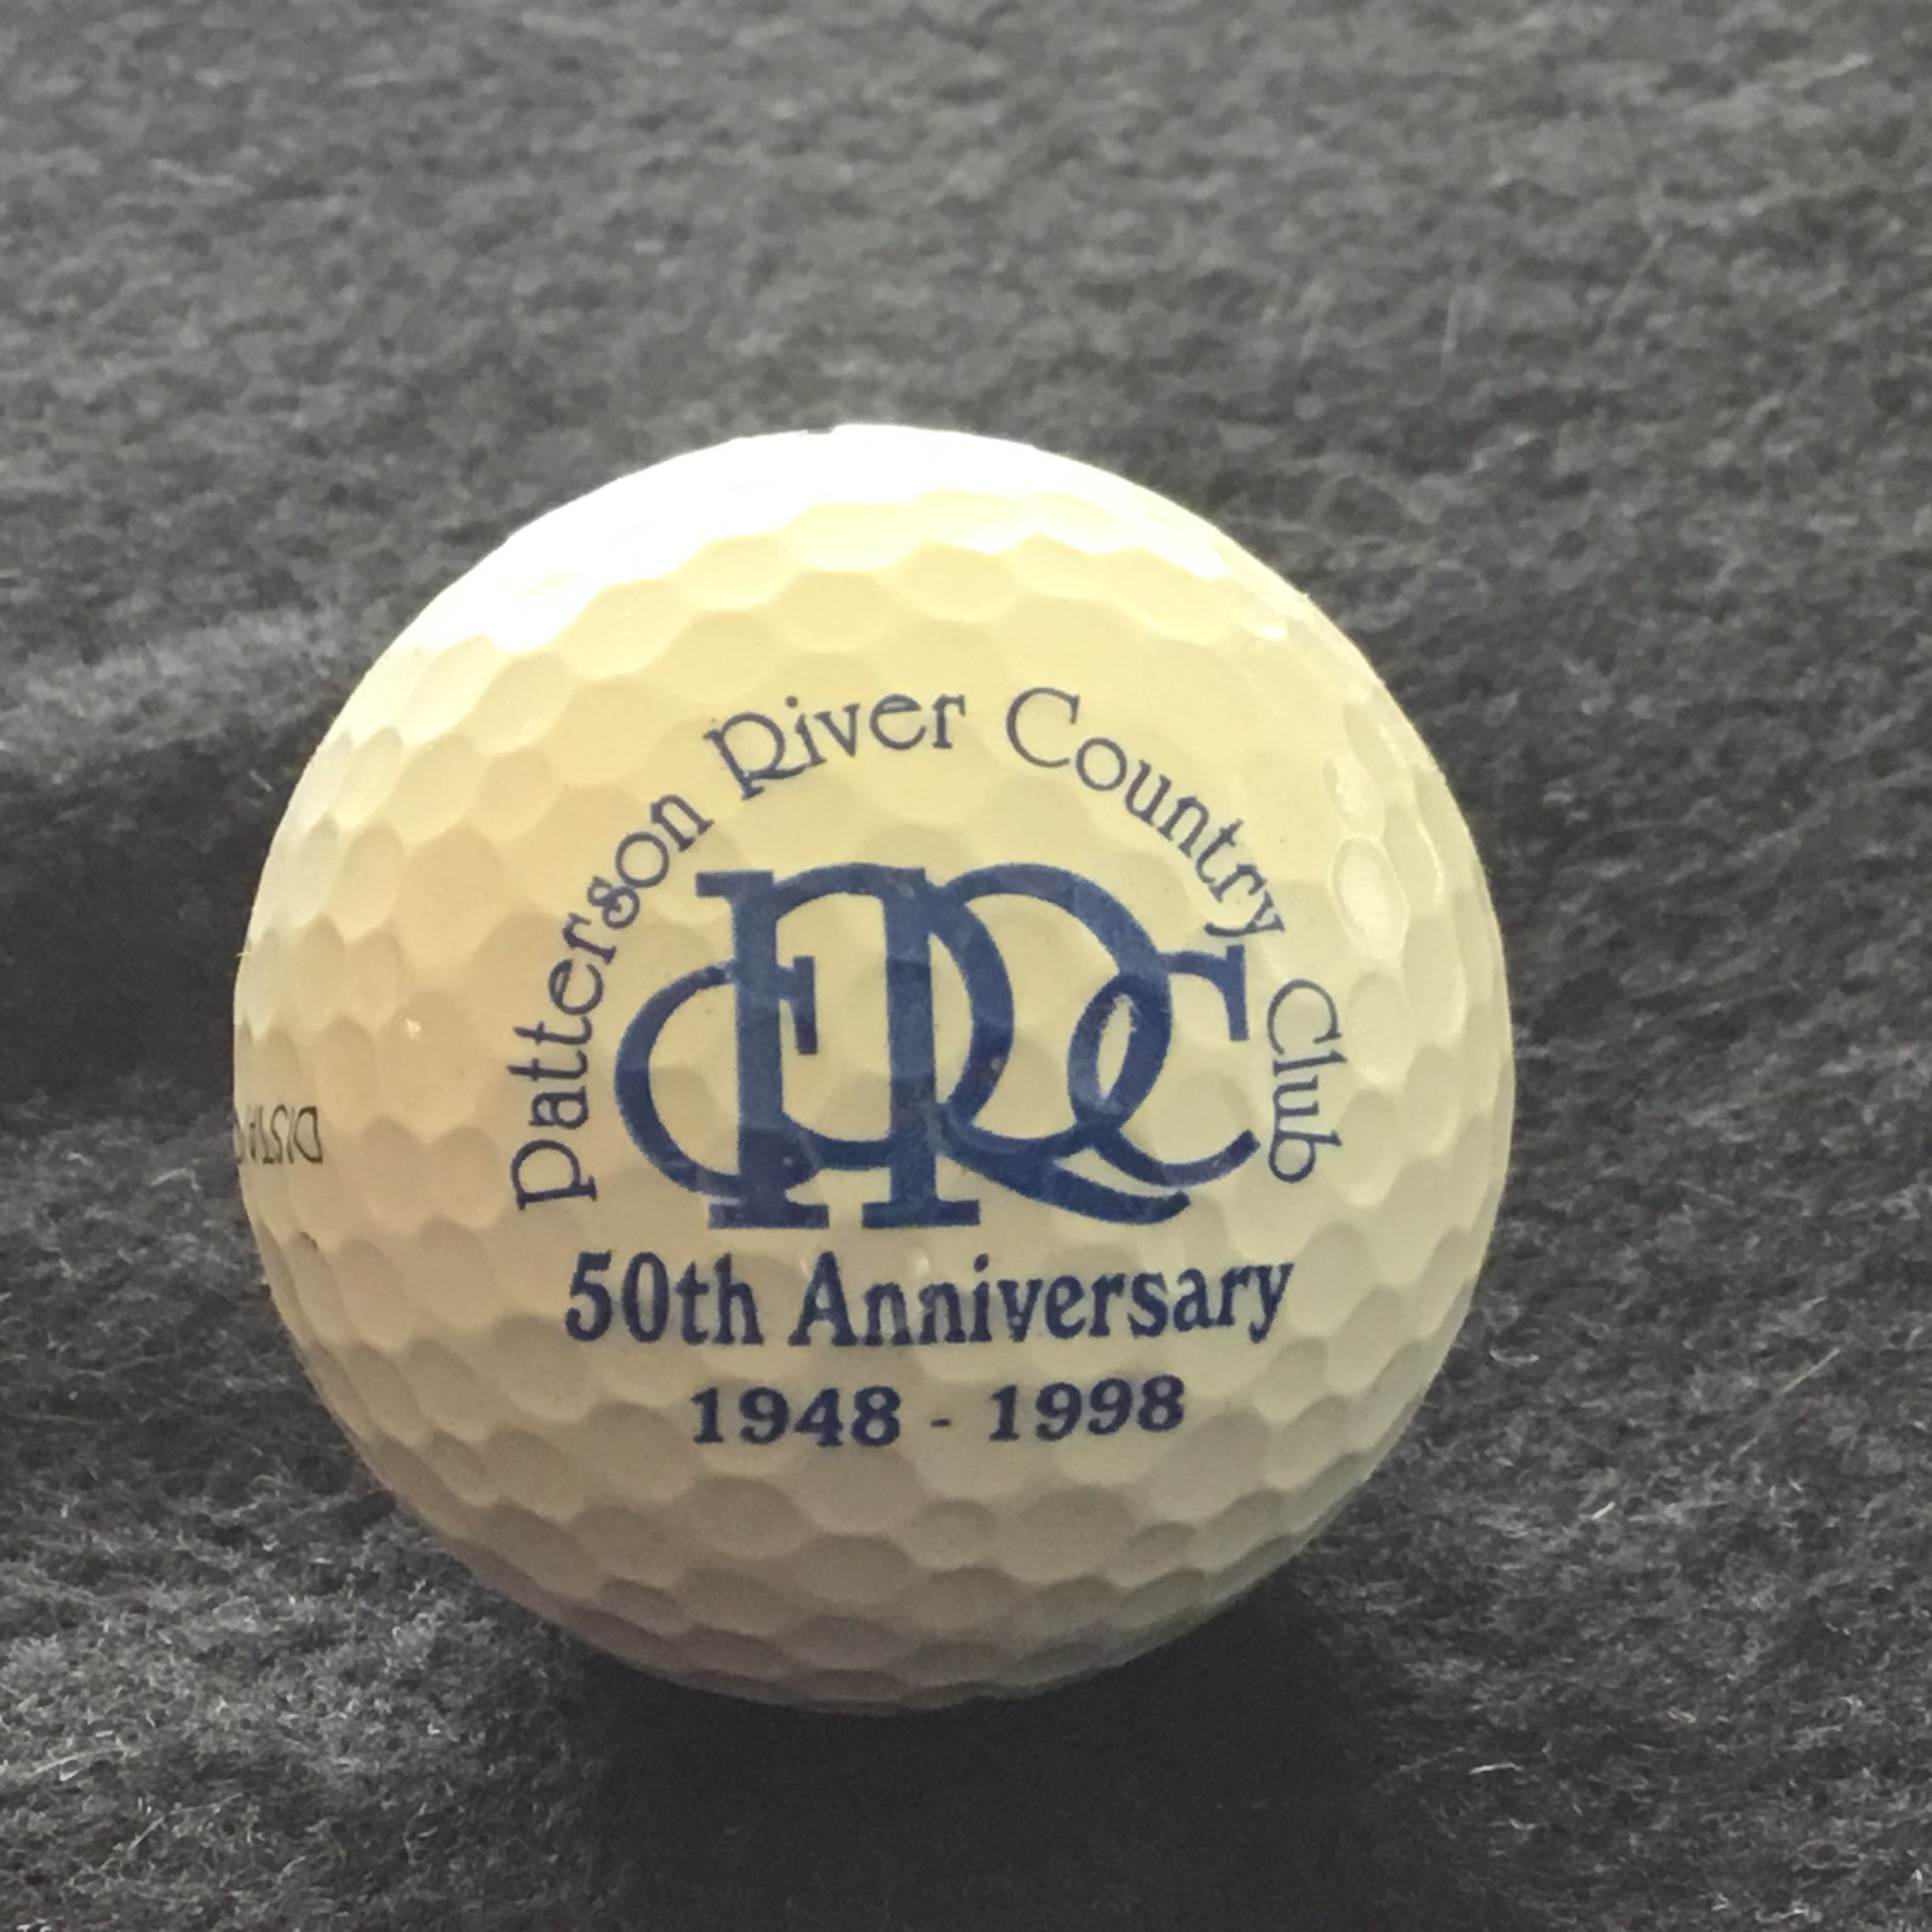 Patterson River Country Club
PRCC
50th Anniversary
1948 - 1998